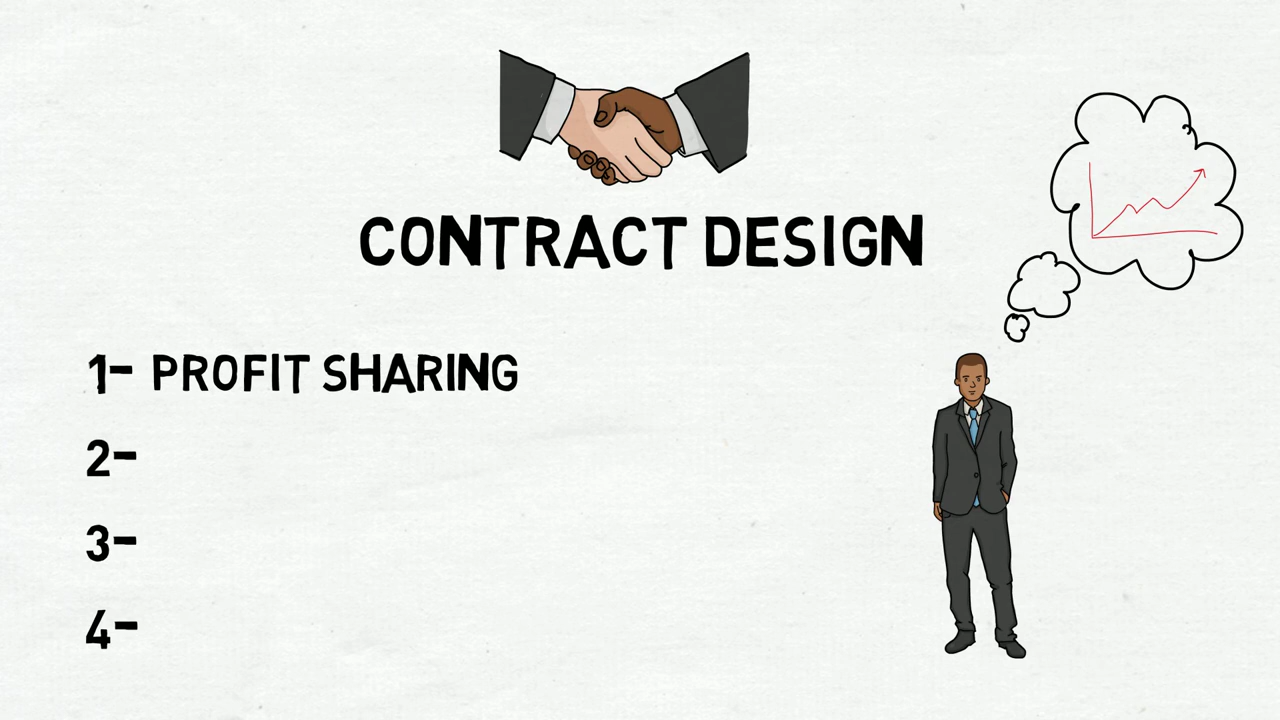 CONTRACT DESIGN
1- PROFIT SHARING
2-
3-
4-